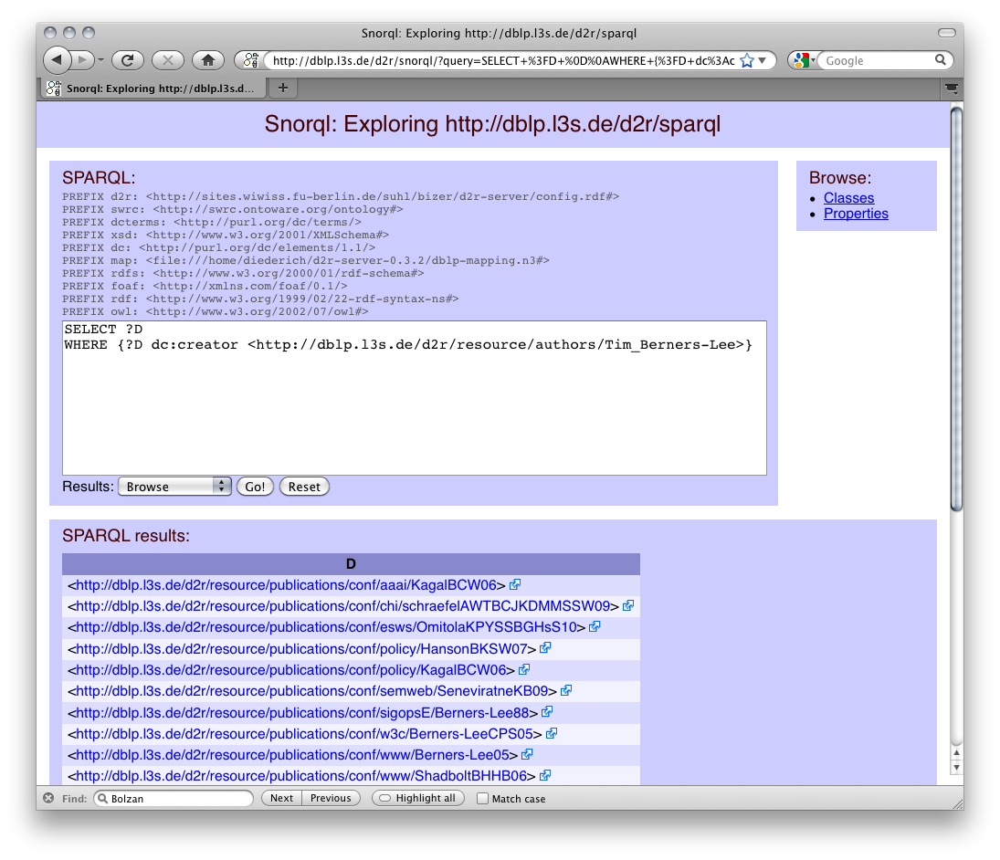 Snorql: Exploring http://dblp.l3s.de/d2r/sparql
http://dblp.l3s.de/d2r/snorql/?query=SELECT+%3FD+%0D%0AWHERE+{%3FD+dc%3Ac
Google
Snorql: Exploring http://dblp.l3s.d...
Snorql: Exploring http://dblp.l3s.de/d2r/sparql
SPARQL:
PREFIX d2r: <http://sites.wiwiss.fu-berlin.de/suhl/bizer/d2r-server/config.rdf#>
PREFIX swrc: <http://swrc.ontoware.org/ontology#>
PREFIX dcterms: <http://purl.org/dc/terms/>
PREFIX xsd: <http://www.w3.org/2001/XMLSchema#>
PREFIX dc: <http://purl.org/dc/elements/1.1/>
PREFIX map: <file:///home/diederich/d2r-server-0.3.2/dblp-mapping.n3#>
PREFIX rdfs: <http://www.w3.org/2000/01/rdf-schema#>
PREFIX foaf: <http://xmlns.com/foaf/0.1/>
PREFIX rdf: <http://www.w3.org/1999/02/22-rdf-syntax-ns#>
PREFIX owl: <http://www.w3.org/2002/07/owl#>
SELECT ?D
WHERE {?D dc:creator <http://dblp.l3s.de/d2r/resource/authors/Tim_Berners-Lee>}
Results: Browse Go! Reset
Browse:
Classes
Properties
SPARQL results:
D
<http://dblp.l3s.de/d2r/resource/publications/conf/aaai/KagalBCW06>
<http://dblp.l3s.de/d2r/resource/publications/conf/chi/schraefelAWTBCJKDMMSSW09>
<http://dblp.l3s.de/d2r/resource/publications/conf/esws/OmitolaKPYSSBGHsS10>
<http://dblp.l3s.de/d2r/resource/publications/conf/policy/HansonBKSW07>
<http://dblp.l3s.de/d2r/resource/publications/conf/policy/KagalBCW06>
<http://dblp.l3s.de/d2r/resource/publications/conf/semweb/SeneviratneKB09>
<http://dblp.l3s.de/d2r/resource/publications/conf/sigopsE/Berners-Lee88>
<http://dblp.l3s.de/d2r/resource/publications/conf/w3c/Berners-LeeCPS05>
<http://dblp.l3s.de/d2r/resource/publications/conf/www/Berners-Lee05>
<http://dblp.l3s.de/d2r/resource/publications/conf/www/ShadboltBHHB06>
Find: Bolzan Next Previous Highlight all Match case